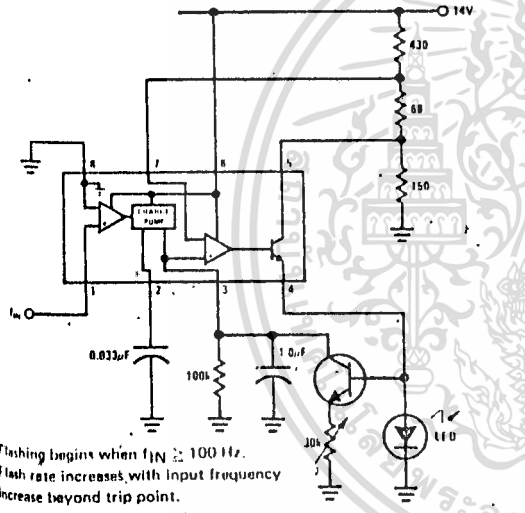 14V
430
68
150
8 7 6 5
CHARGE
PUMP
1 2 3 4
fIN
0.033μF
100k
1.0μF
30k
LED
Flashing begins when fIN ≥ 100 Hz.
Flash rate increases with input frequency
increase beyond trip point.